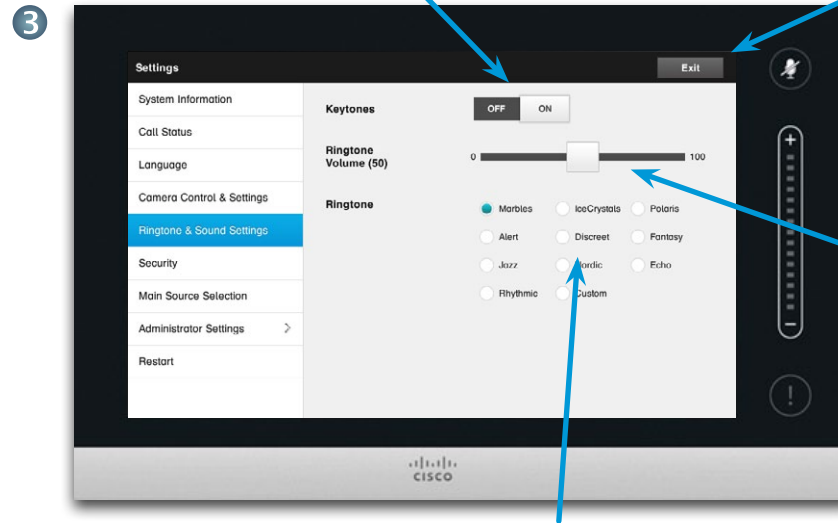 3
Settings
Exit
System Information
Call Status
Language
Camera Control & Settings
Ringtone & Sound Settings
Security
Main Source Selection
Administrator Settings >
Restart
Keytones
OFF ON
Ringtone
Volume (50)
0 100
Ringtone
Marbles IceCrystals Polaris
Alert Discreet Fantasy
Jazz Nordic Echo
Rhythmic Custom
+
−
!
CISCO